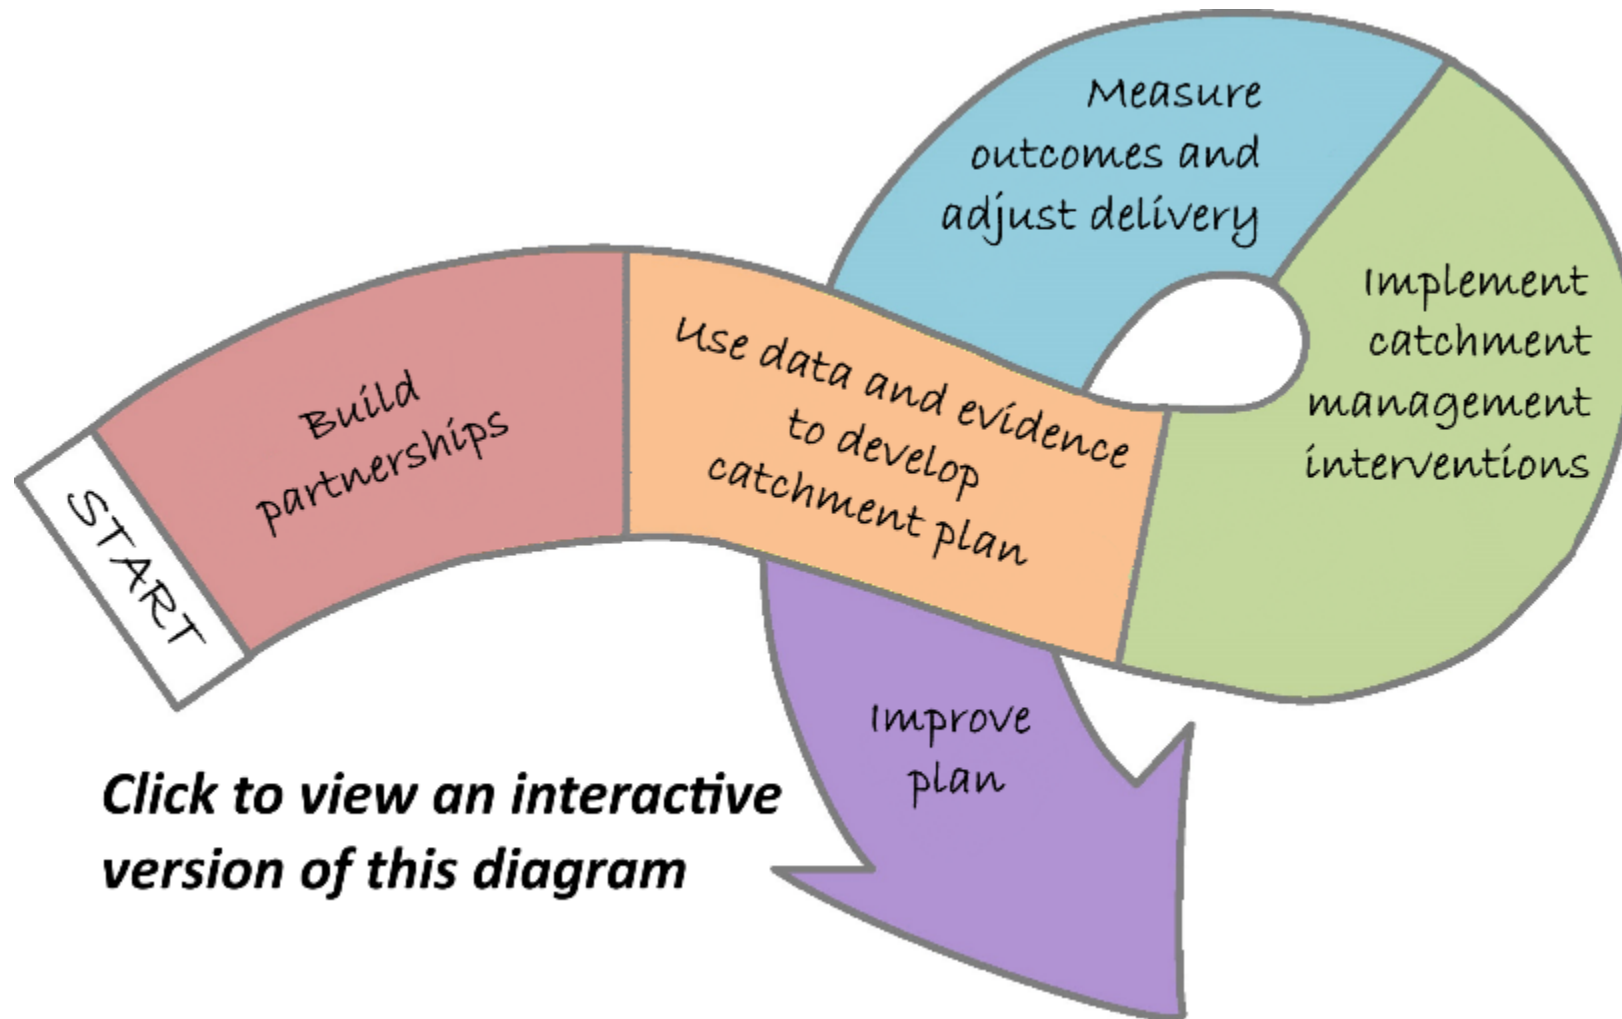 START
Build
partnerships
Use data and evidence
to develop
catchment plan
Implement
catchment
management
interventions
Measure
outcomes and
adjust delivery
Improve
plan
Click to view an interactive
version of this diagram